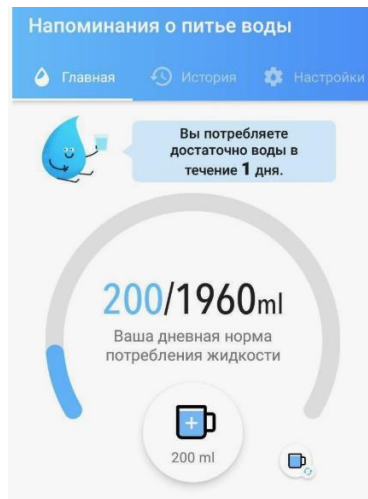 Напоминания о питье воды
Главная История Настройки
Вы потребляете
достаточно воды в
течение 1 дня.
200/1960ml
Ваша дневная норма
потребления жидкости
200 ml